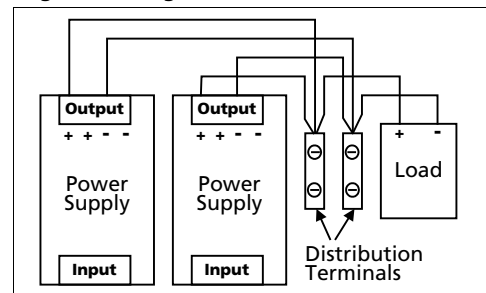 Output
+ + - -
Power
Supply
Input
Output
+ + - -
Power
Supply
Input
+ -
Load
Distribution
Terminals